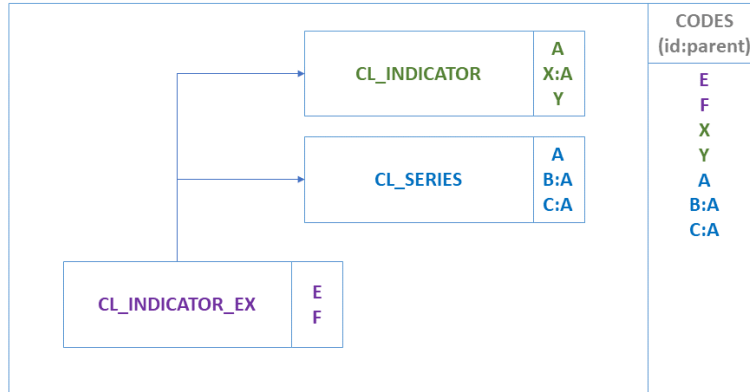 CL_INDICATOR
A
X:A
Y
CL_SERIES
A
B:A
C:A
CL_INDICATOR_EX
E
F
CODES
(id:parent)
E
F
X
Y
A
B:A
C:A